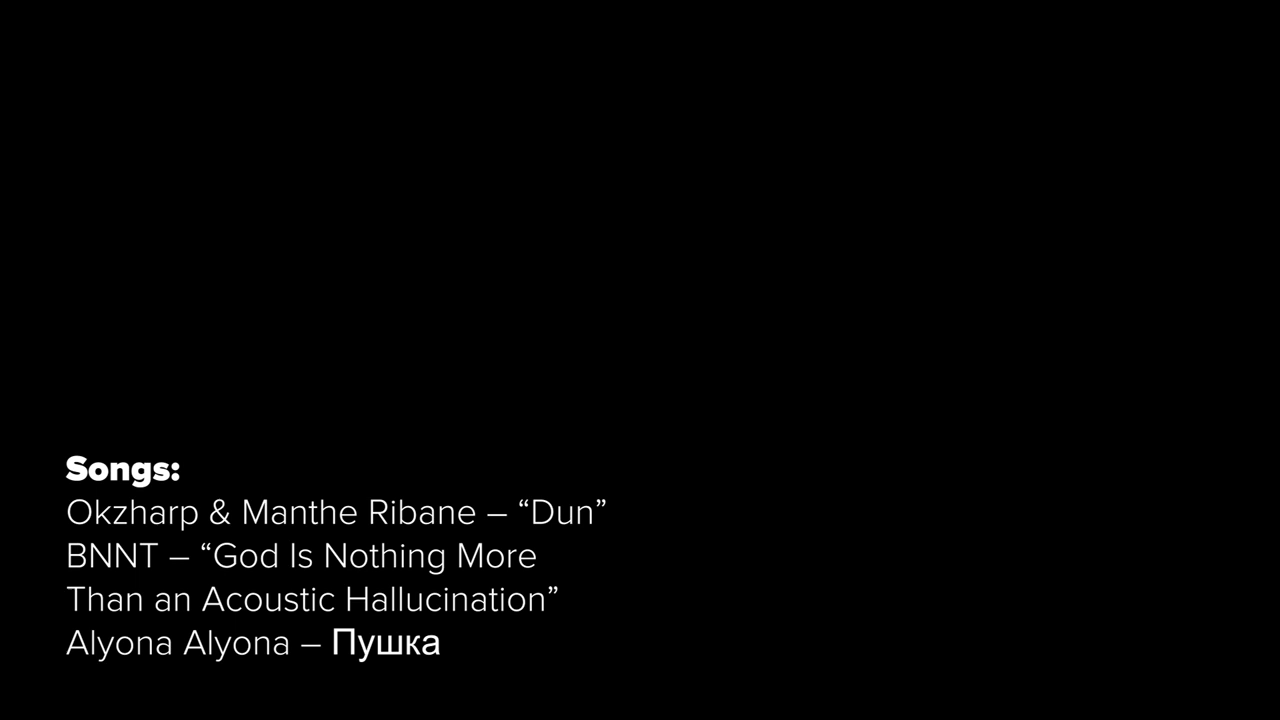 Songs:
Okzharp & Manthe Ribane – “Dun”
BNNT – “God Is Nothing More
Than an Acoustic Hallucination”
Alyona Alyona – Пушка